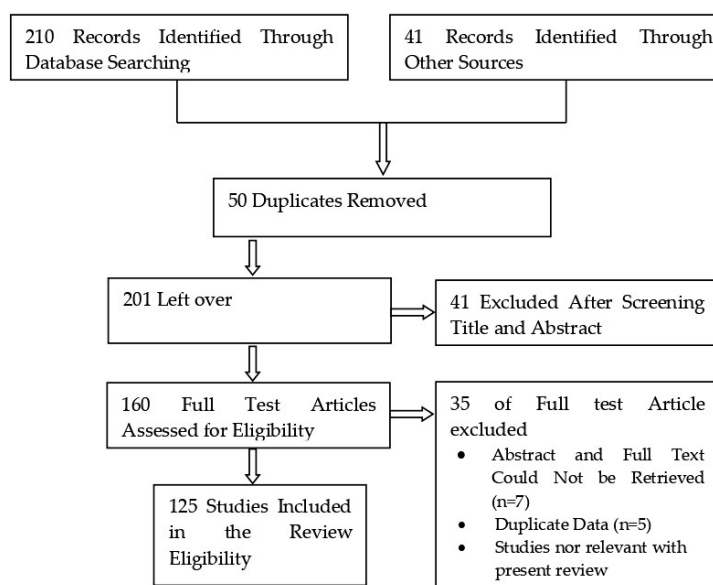 210 Records Identified Through
Database Searching
41 Records Identified Through
Other Sources
50 Duplicates Removed
201 Left over
41 Excluded After Screening
Title and Abstract
160 Full Test Articles
Assessed for Eligibility
35 of Full test Article
excluded
• Abstract and Full Text
Could Not be Retrieved
(n=7)
• Duplicate Data (n=5)
• Studies nor relevant with
present review
125 Studies Included
in the Review
Eligibility